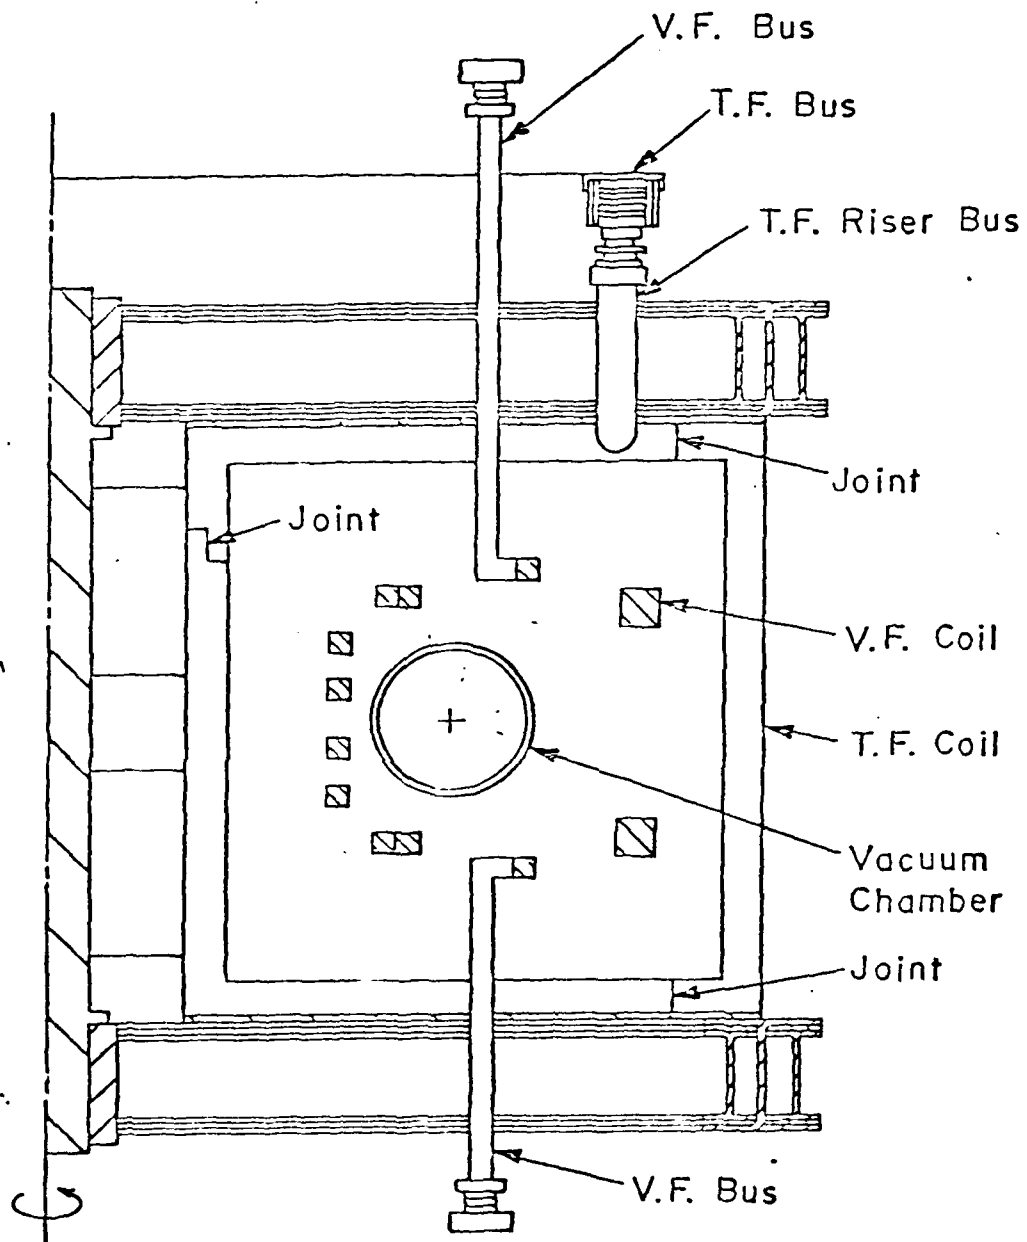 V.F. Bus
T.F. Bus
T.F. Riser Bus
Joint
Joint
V.F. Coil
T.F. Coil
Vacuum
Chamber
Joint
V.F. Bus